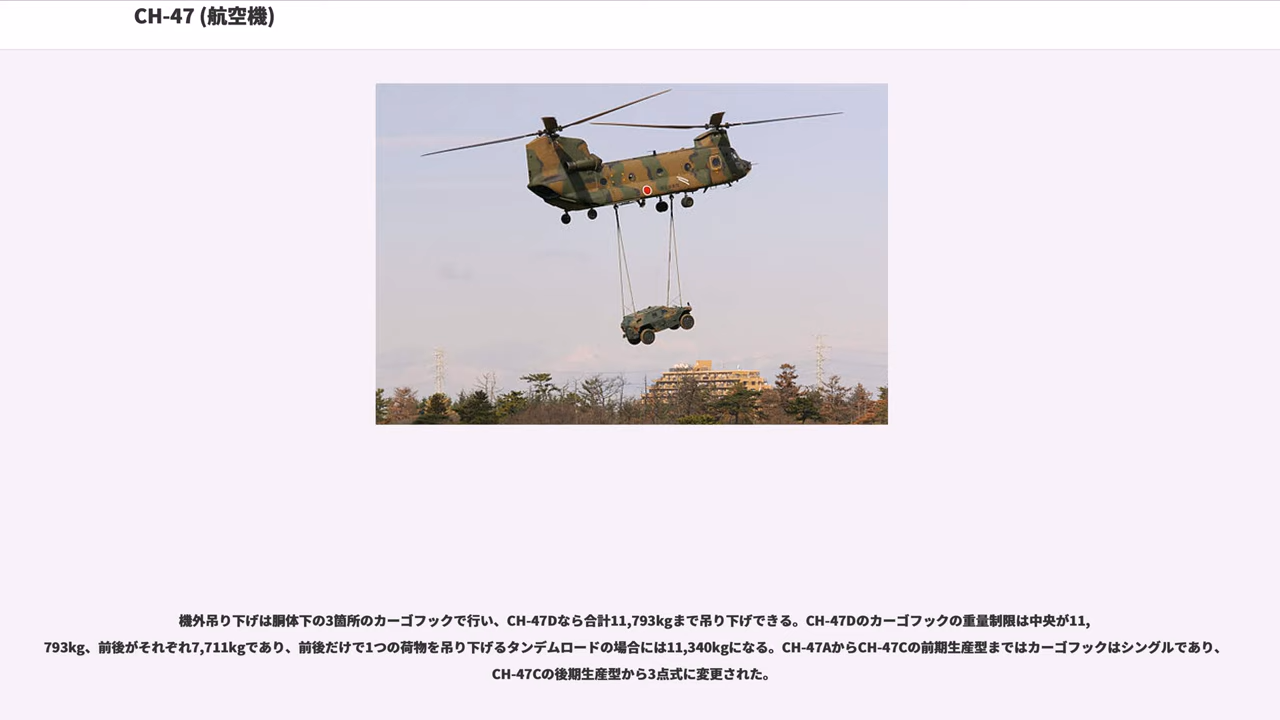 CH-47 (航空機)
機外吊り下げは胴体下の3箇所のカーゴフックで行い、CH-47Dなら合計11,793kgまで吊り下げできる。CH-47Dのカーゴフックの重量制限は中央が11,
793kg、前後がそれぞれ7,711kgであり、前後だけで1つの荷物を吊り下げるタンデムロードの場合には11,340kgになる。CH-47AからCH-47Cの前期生産型まではカーゴフックはシングルであり、
CH-47Cの後期生産型から3点式に変更された。